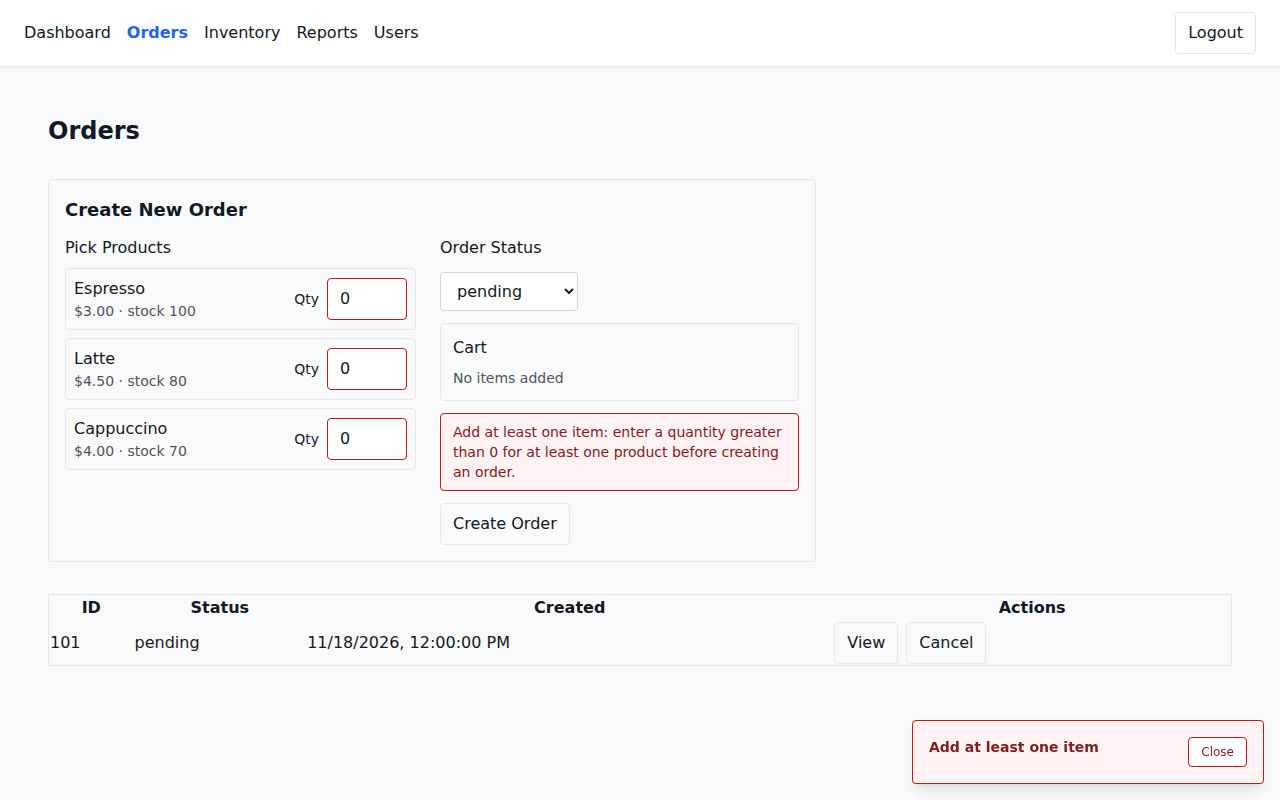 Dashboard Orders Inventory Reports Users Logout
Orders
Create New Order
Pick Products
Espresso
$3.00 · stock 100
Qty 0
Latte
$4.50 · stock 80
Qty 0
Cappuccino
$4.00 · stock 70
Qty 0
Order Status
pending
Cart
No items added
Add at least one item: enter a quantity greater
than 0 for at least one product before creating
an order.
Create Order
ID Status Created Actions
101 pending 11/18/2026, 12:00:00 PM View Cancel
Add at least one item Close